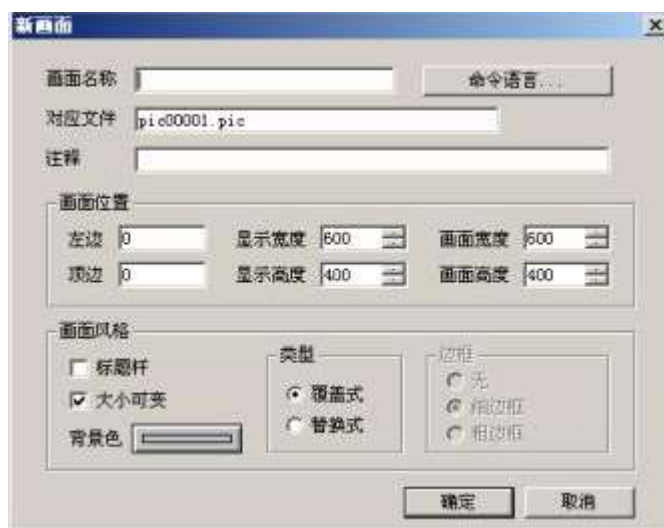 新画面
画面名称 命令语言...
对应文件 pic00001.pic
注释
画面位置
左边 0 显示宽度 600 画面宽度 600
顶边 0 显示高度 400 画面高度 400
画面风格
标题杆 类型 边框
大小可变 覆盖式 无
背景色 替换式 细边框
粗边框
确定 取消